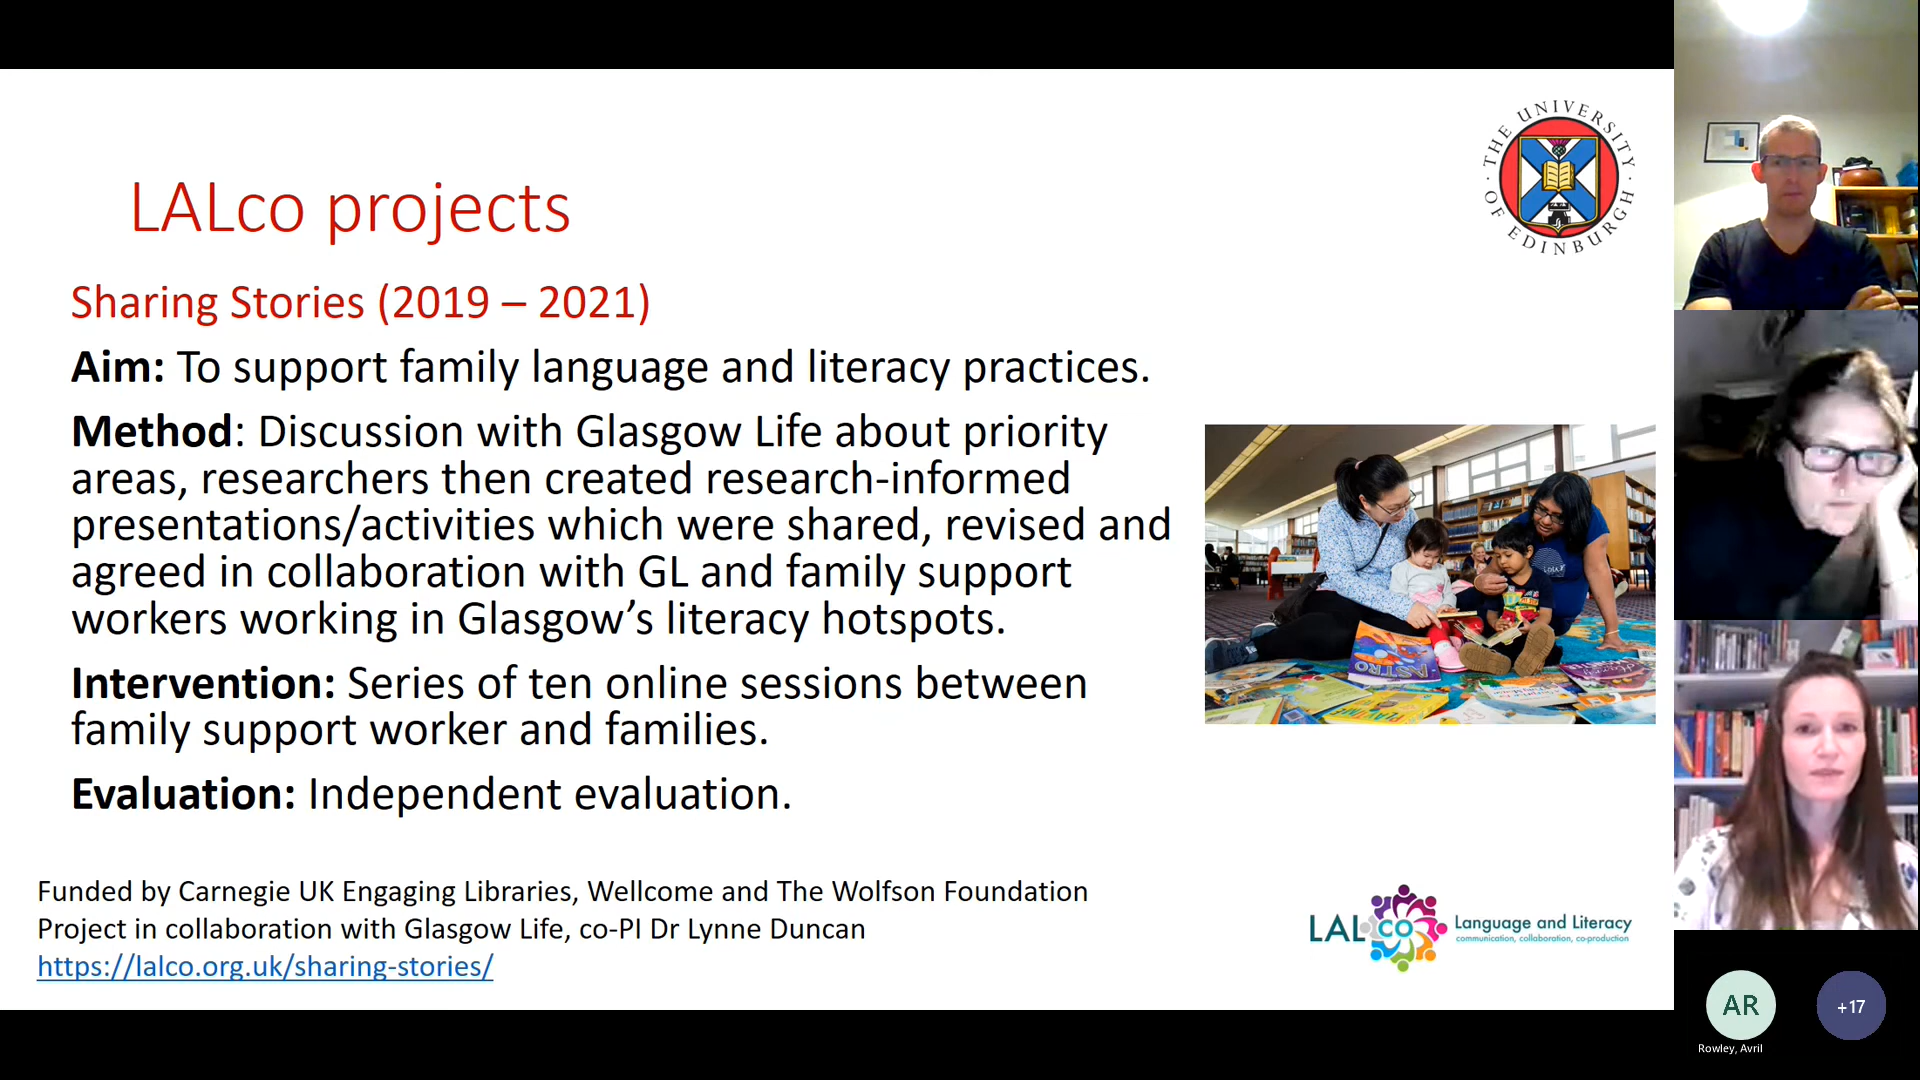 THE UNIVERSITY OF EDINBURGH
LALco projects
Sharing Stories (2019 – 2021)
Aim: To support family language and literacy practices.
Method: Discussion with Glasgow Life about priority
areas, researchers then created research-informed
presentations/activities which were shared, revised and
agreed in collaboration with GL and family support
workers working in Glasgow’s literacy hotspots.
Intervention: Series of ten online sessions between
family support worker and families.
Evaluation: Independent evaluation.
ASTRO
Funded by Carnegie UK Engaging Libraries, Wellcome and The Wolfson Foundation
Project in collaboration with Glasgow Life, co-PI Dr Lynne Duncan
https://lalco.org.uk/sharing-stories/
LALco Language and Literacy
communication, collaboration, co-production
AR
+17
Rowley, Avril